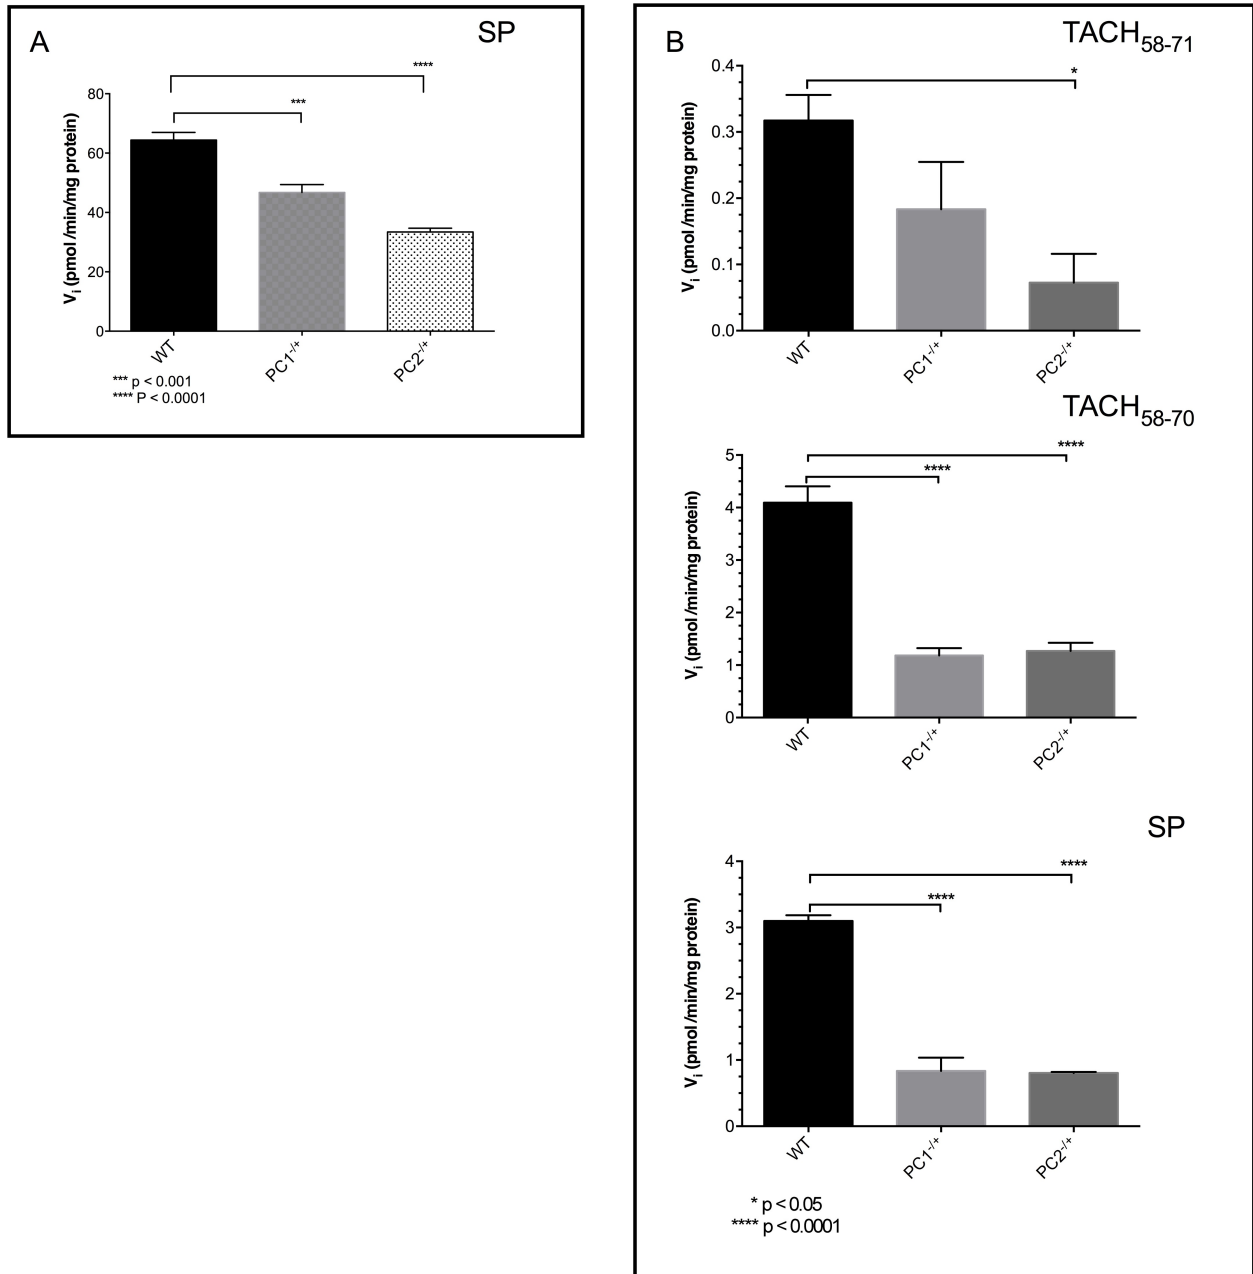 A
SP
****
***
80
60
40
20
0
Vi (pmol/min/mg protein)
WT
PC1-/+
PC2-/+
*** p < 0.001
**** P < 0.0001
B
TACH58-71
*
0.4
0.3
0.2
0.1
0.0
Vi (pmol/min/mg protein)
WT
PC1-/+
PC2-/+
TACH58-70
****
****
5
4
3
2
1
0
Vi (pmol/min/mg protein)
WT
PC1-/+
PC2-/+
SP
****
****
4
3
2
1
0
Vi (pmol/min/mg protein)
WT
PC1-/+
PC2-/+
* p < 0.05
**** p < 0.0001